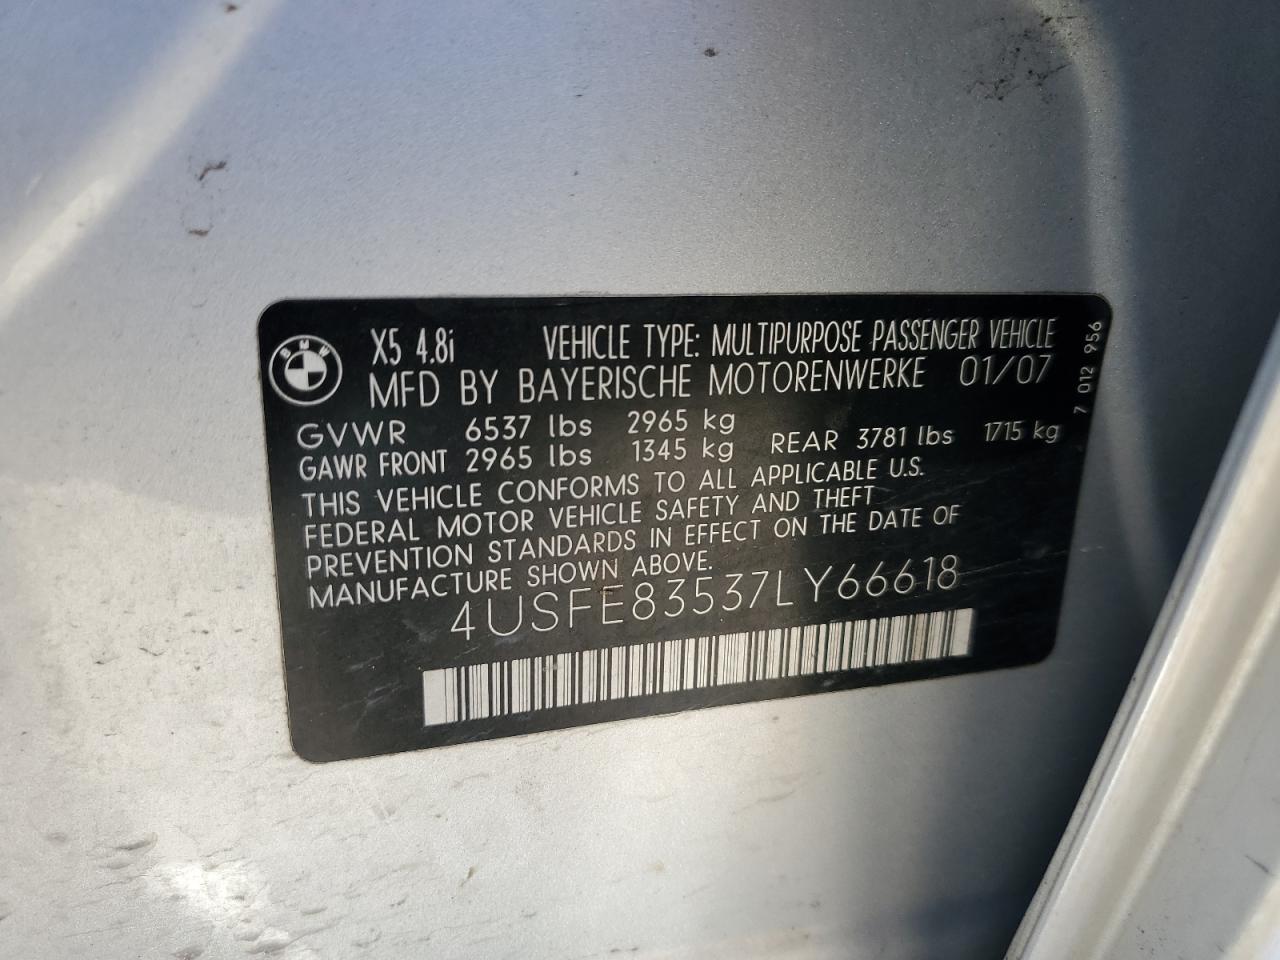 BMW
X5 4.8i VEHICLE TYPE: MULTIPURPOSE PASSENGER VEHICLE
MFD BY BAYERISCHE MOTORENWERKE 01/07
GVWR 6537 lbs 2965 kg
GAWR FRONT 2965 lbs 1345 kg REAR 3781 lbs 1715 kg
THIS VEHICLE CONFORMS TO ALL APPLICABLE U.S.
FEDERAL MOTOR VEHICLE SAFETY AND THEFT
PREVENTION STANDARDS IN EFFECT ON THE DATE OF
MANUFACTURE SHOWN ABOVE.
4USFE83537LY66618
7 012 956